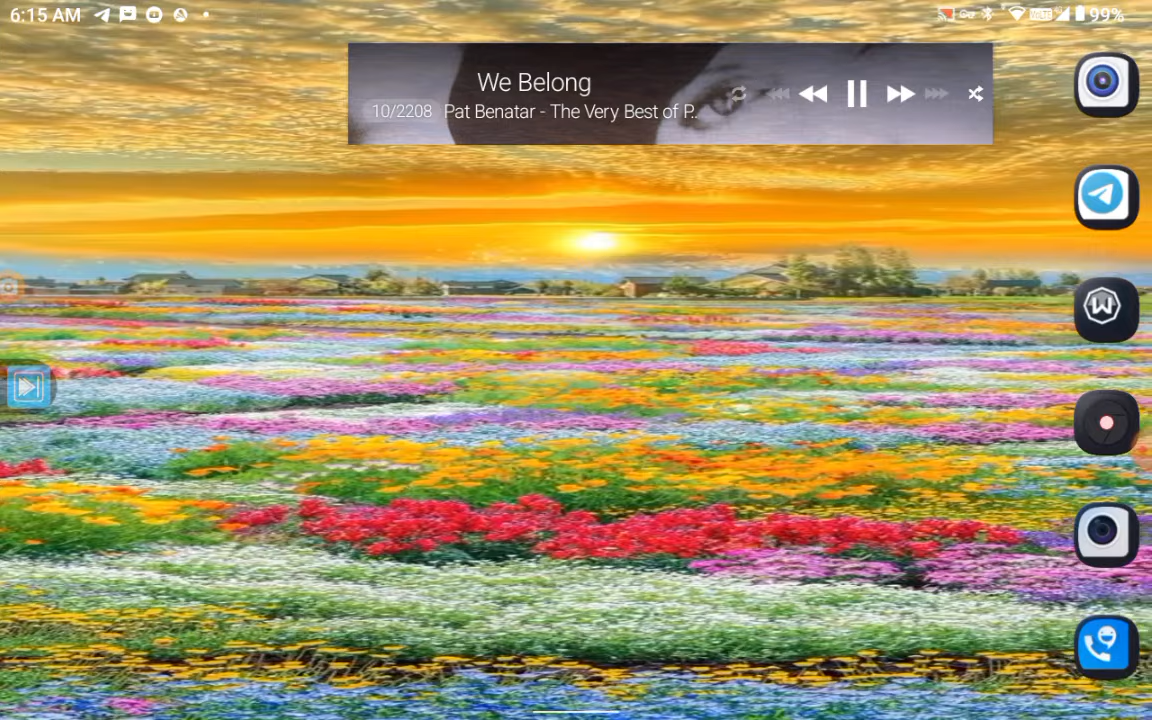 6:15 AM
99%
We Belong
10/2208 Pat Benatar - The Very Best of P..
W